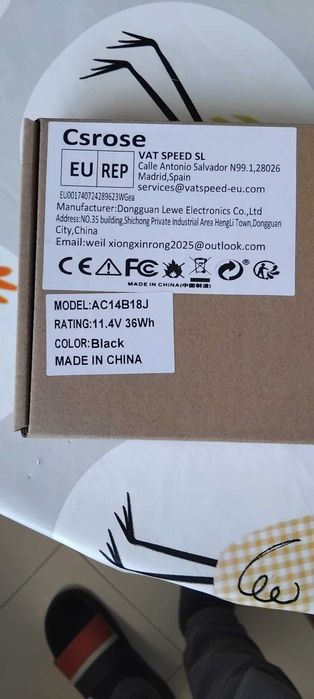 Csrose
EU REP
VAT SPEED SL
Calle Antonio Salvador N99.1,28026
Madrid,Spain
services@vatspeed-eu.com
EU001740724289623WGea
Manufacturer:Dongguan Lewe Electronics Co.,Ltd
Address:NO.35 building,Shichong Private Industrial Area HengLi Town,Dongguan
City,China
Email:weil xiongxinrong2025@outlook.com
CE FC
MADE IN CHINA(中国制造)
MODEL:AC14B18J
RATING:11.4V 36Wh
COLOR:Black
MADE IN CHINA